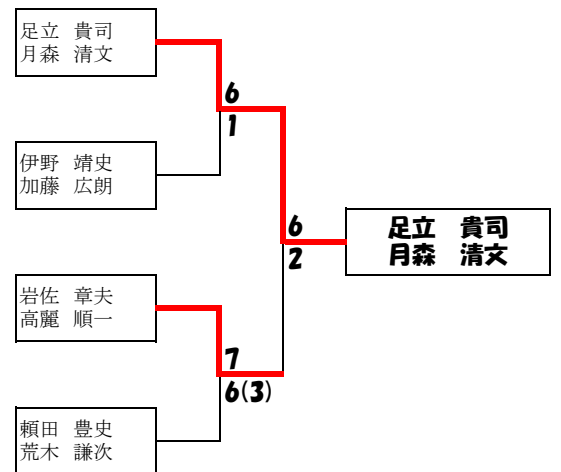 足立 貴司
月森 清文
6
1
伊野 靖史
加藤 広朗
6
2
足立 貴司
月森 清文
岩佐 章夫
高麗 順一
7
6(3)
頼田 豊史
荒木 謙次